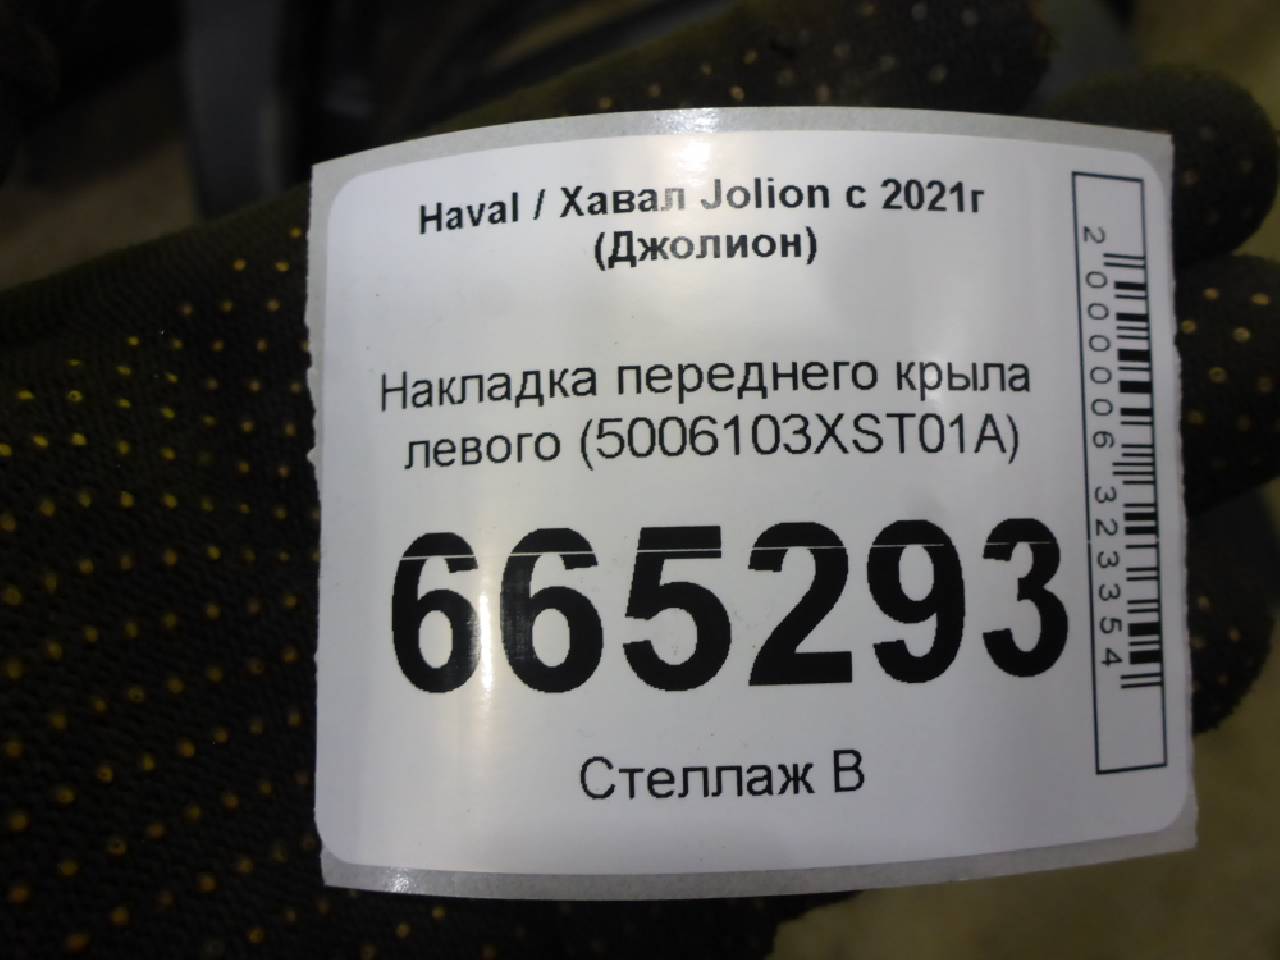 Haval / Хавал Jolion с 2021г
(Джолион)
Накладка переднего крыла
левого (5006103XST01A)
665293
Стеллаж В
2000006323354